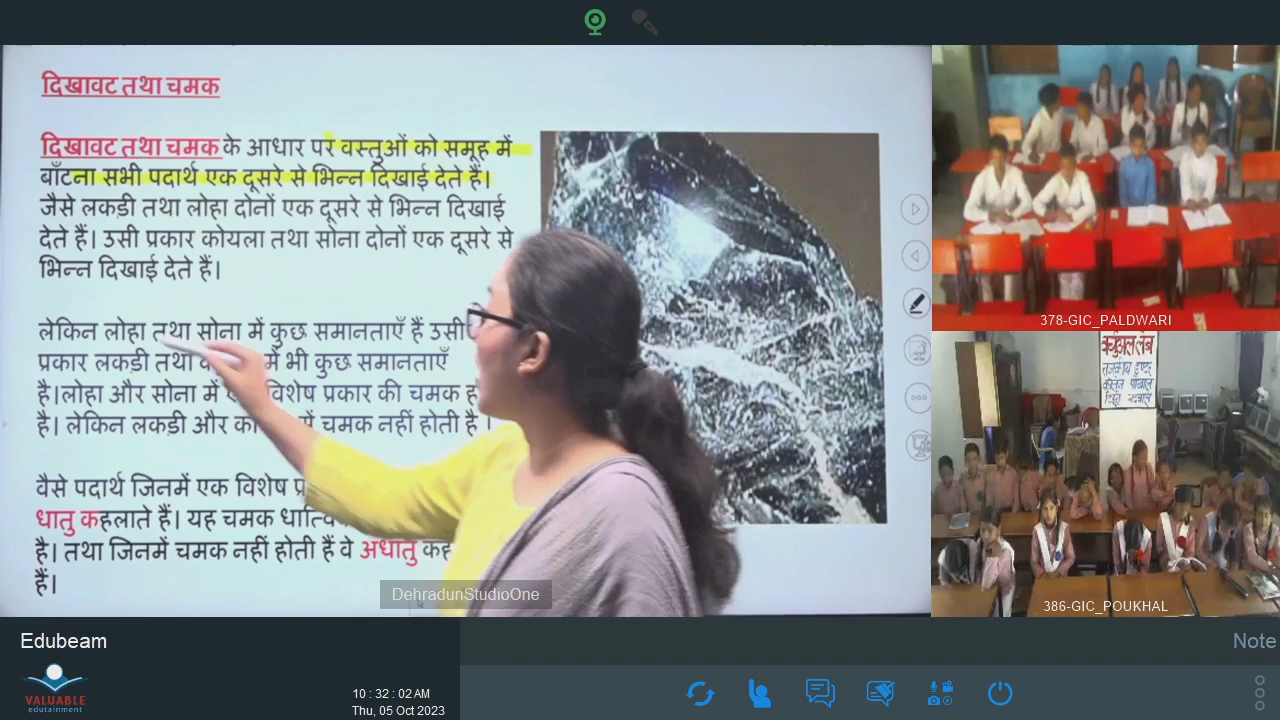 दिखावट तथा चमक
दिखावट तथा चमक के आधार पर वस्तुओं को समूह में
बाँटना सभी पदार्थ एक दूसरे से भिन्न दिखाई देते हैं।
जैसे लकड़ी तथा लोहा दोनों एक दूसरे से भिन्न दिखाई
देते हैं। उसी प्रकार कोयला तथा सोना दोनों एक दूसरे से
भिन्न दिखाई देते हैं।
लेकिन लोहा तथा सोना में कुछ समानताएँ हैं उसी
प्रकार लकड़ी तथा में भी कुछ समानताएँ
है।लोहा और सोना में विशेष प्रकार की चमक
है। लेकिन लकड़ी और में चमक नहीं होती है ।
वैसे पदार्थ जिनमें एक विशेष
धातु कहलाते हैं। यह चमक
है। तथा जिनमें चमक नहीं होती हैं वे अधातु
हैं।
DehradunStudioOne
378-GIC_PALDWARI
386-GIC_POUKHAL
Edubeam
VALUABLE
edutainment
10 : 32 : 02 AM
Thu, 05 Oct 2023
Note